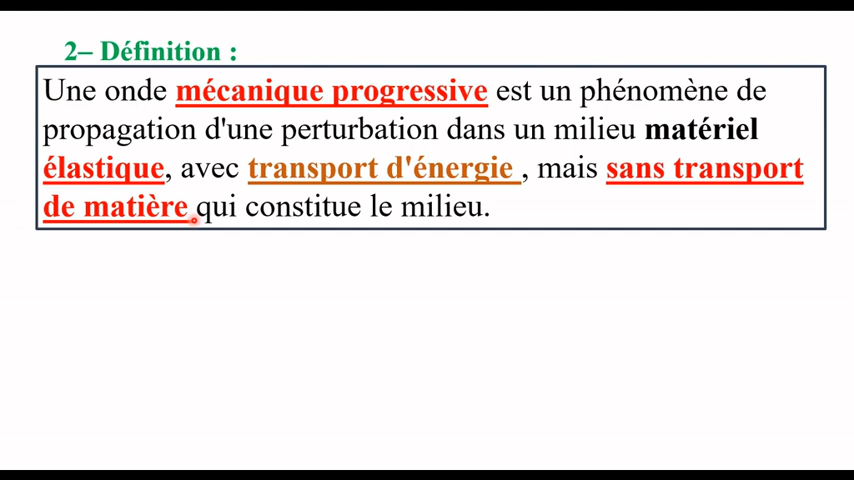 2– Définition :
Une onde mécanique progressive est un phénomène de
propagation d'une perturbation dans un milieu matériel
élastique, avec transport d'énergie , mais sans transport
de matière qui constitue le milieu.